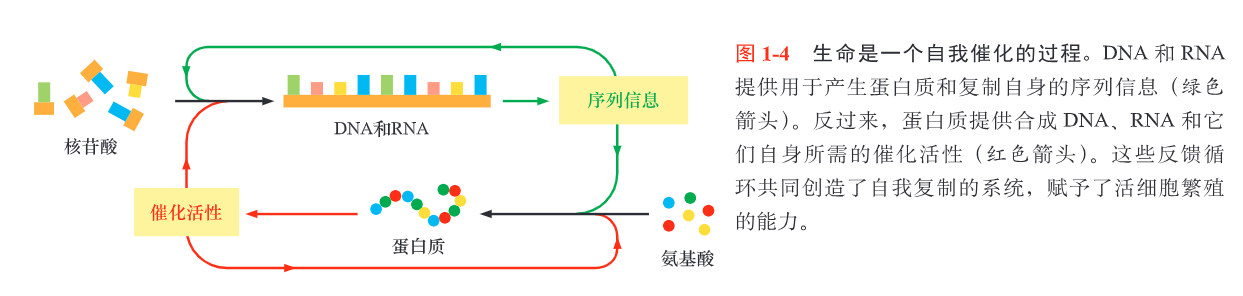 核苷酸
DNA和RNA
序列信息
催化活性
蛋白质
氨基酸
图 1-4 生命是一个自我催化的过程。DNA 和 RNA
提供用于产生蛋白质和复制自身的序列信息（绿色
箭头）。反过来，蛋白质提供合成 DNA、RNA 和它
们自身所需的催化活性（红色箭头）。这些反馈循
环共同创造了自我复制的系统，赋予了活细胞繁殖
的能力。